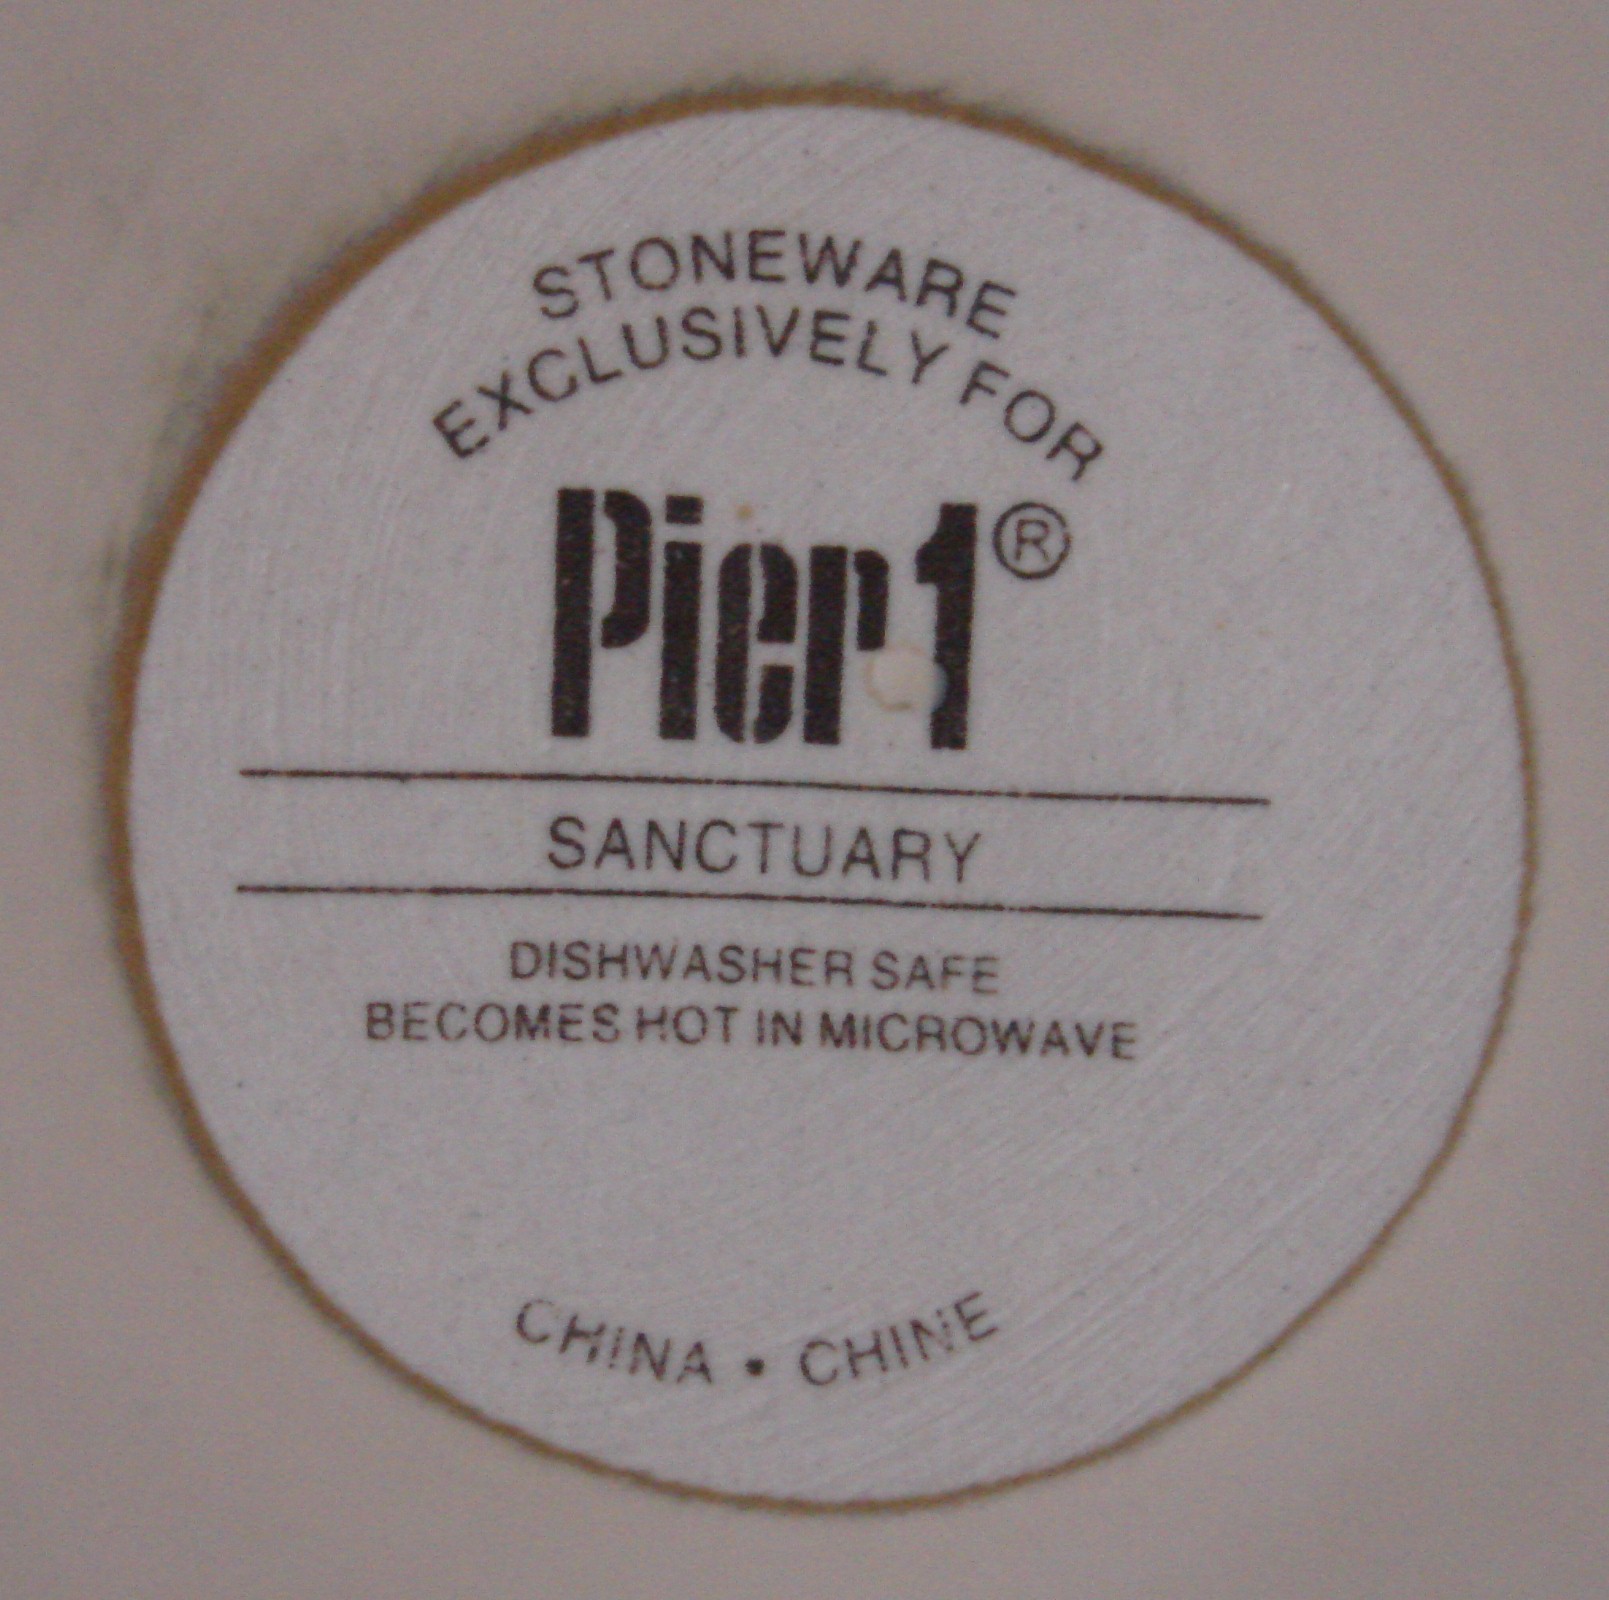 STONEWARE
EXCLUSIVELY FOR
Pier 1®
SANCTUARY
DISHWASHER SAFE
BECOMES HOT IN MICROWAVE
CHINA • CHINE